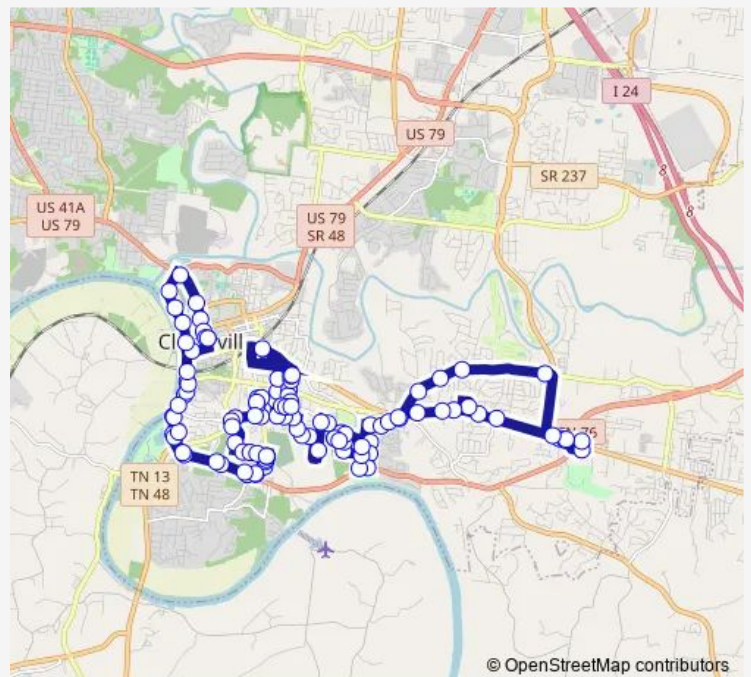 I 24
US 79
SR 237
8
US 41A
US 79
US 79
SR 48
8
TN 13
TN 48
© OpenStreetMap contributors